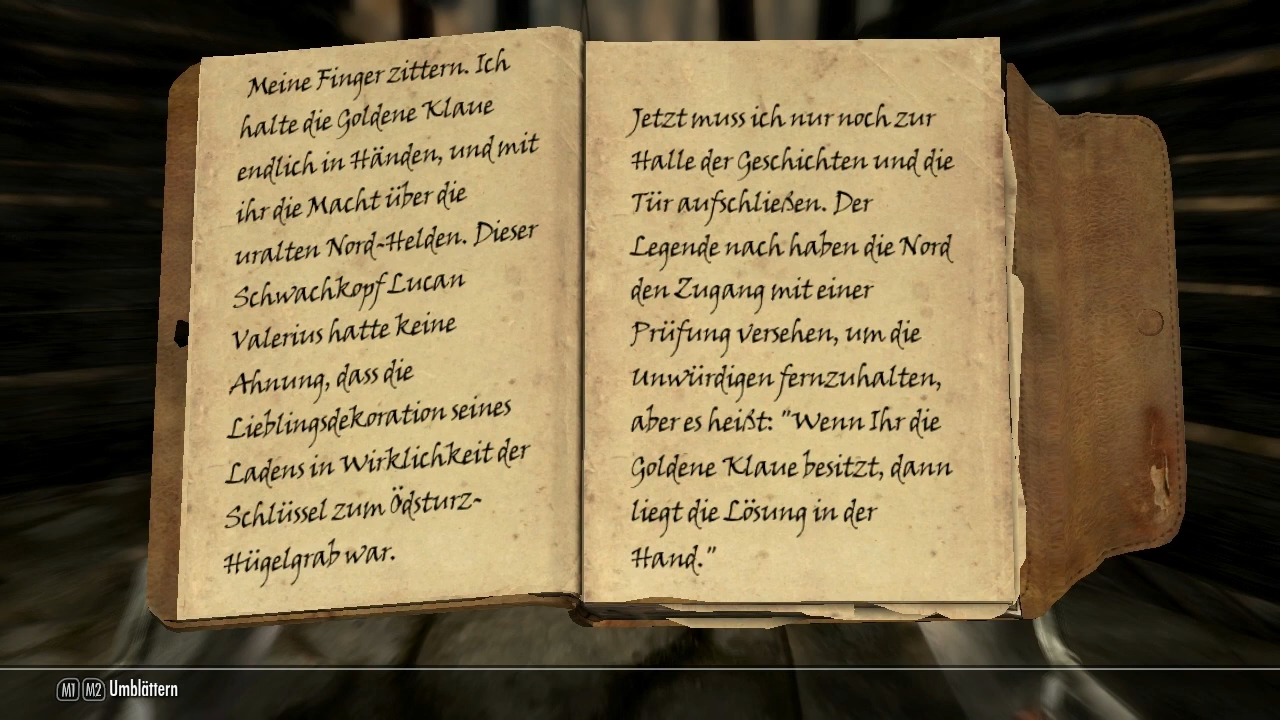 Meine Finger zittern. Ich
halte die Goldene Klaue
endlich in Händen, und mit
ihr die Macht über die
uralten Nord-Helden. Dieser
Schwachkopf Lucan
Valerius hatte keine
Ahnung, dass die
Lieblingsdekoration seines
Ladens in Wirklichkeit der
Schlüssel zum Ödsturz-
Hügelgrab war.
Jetzt muss ich nur noch zur
Halle der Geschichten und die
Tür aufschließen. Der
Legende nach haben die Nord
den Zugang mit einer
Prüfung versehen, um die
Unwürdigen fernzuhalten,
aber es heißt: "Wenn Ihr die
Goldene Klaue besitzt, dann
liegt die Lösung in der
Hand."
M1 M2 Umblättern